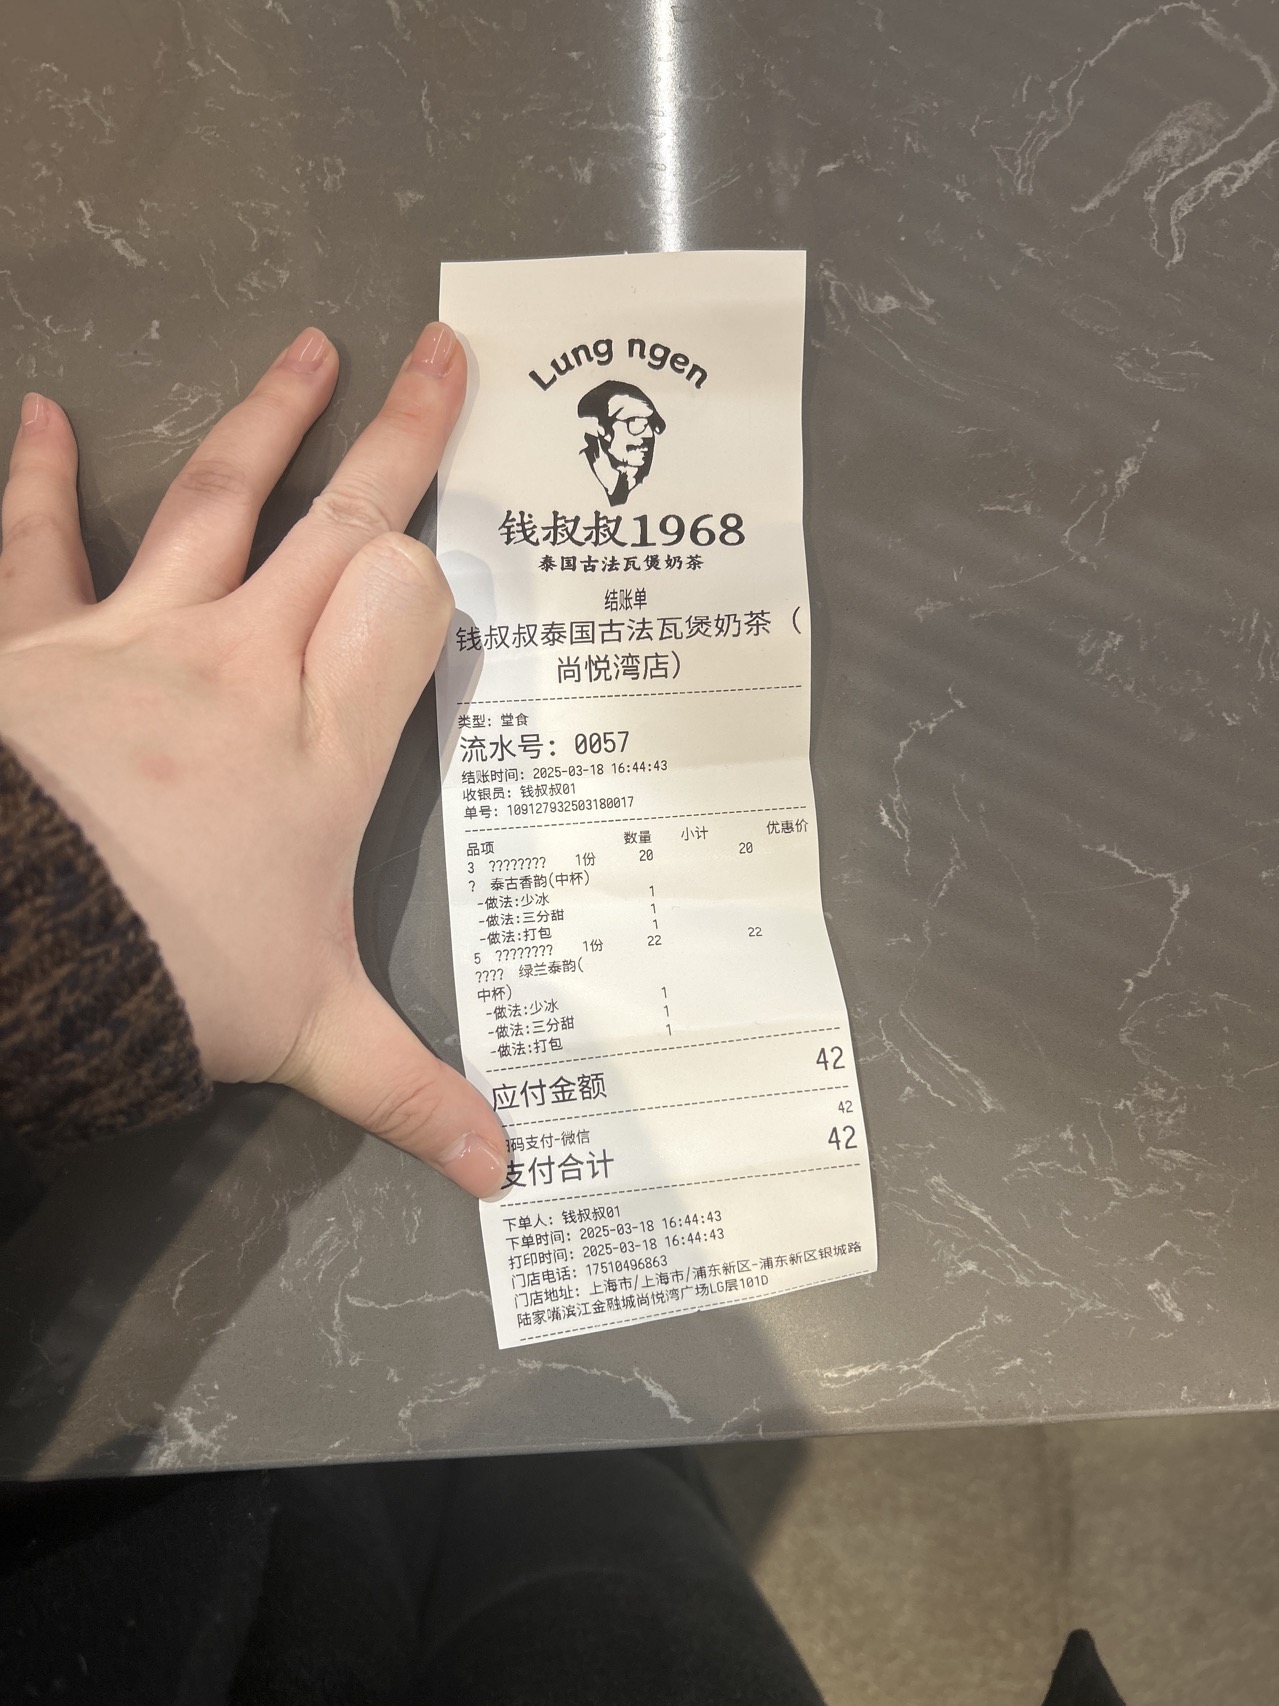 Lung ngen
钱叔叔1968
泰国古法瓦煲奶茶
结账单
钱叔叔泰国古法瓦煲奶茶（
尚悦湾店）
类型: 堂食
流水号: 0057
结账时间: 2025-03-18 16:44:43
收银员: 钱叔叔01
单号: 109127932503180017
品项 数量 小计 优惠价
3 ???????? 1份 20 20
? 泰古香韵(中杯)
-做法:少冰 1
-做法:三分甜 1
-做法:打包 1
5 ???????? 1份 22 22
???? 绿兰泰韵(
中杯)
-做法:少冰 1
-做法:三分甜 1
-做法:打包 1
应付金额 42
码支付-微信 42
支付合计 42
下单人: 钱叔叔01
下单时间: 2025-03-18 16:44:43
打印时间: 2025-03-18 16:44:43
门店电话: 17510496863
门店地址: 上海市/上海市/浦东新区-浦东新区银城路
陆家嘴滨江金融城尚悦湾广场LG层101D